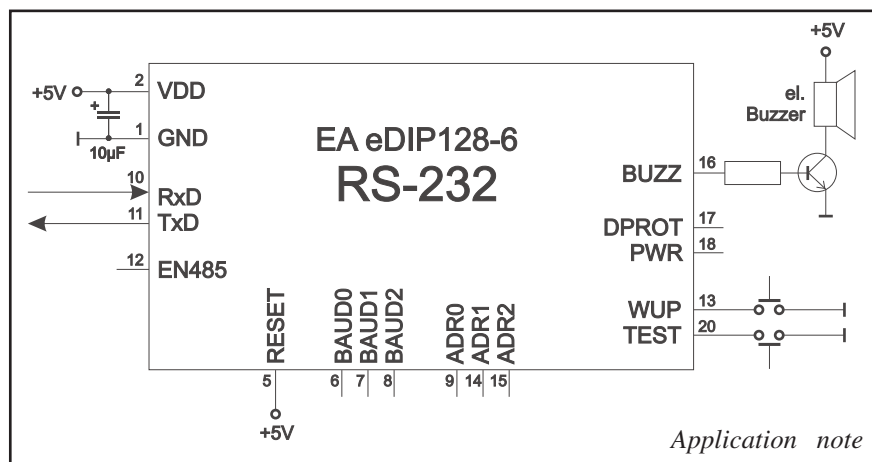 +5V
2
VDD
+5V
+
el.
Buzzer
1
GND
10µF
EA eDIP128-6
RS-232
10
RxD
11
TxD
BUZZ
16
DPROT
17
PWR
18
12
EN485
WUP
13
TEST
20
RESET
BAUD0
BAUD1
BAUD2
ADR0
ADR1
ADR2
5
6
7
8
9
14
15
+5V
Application note